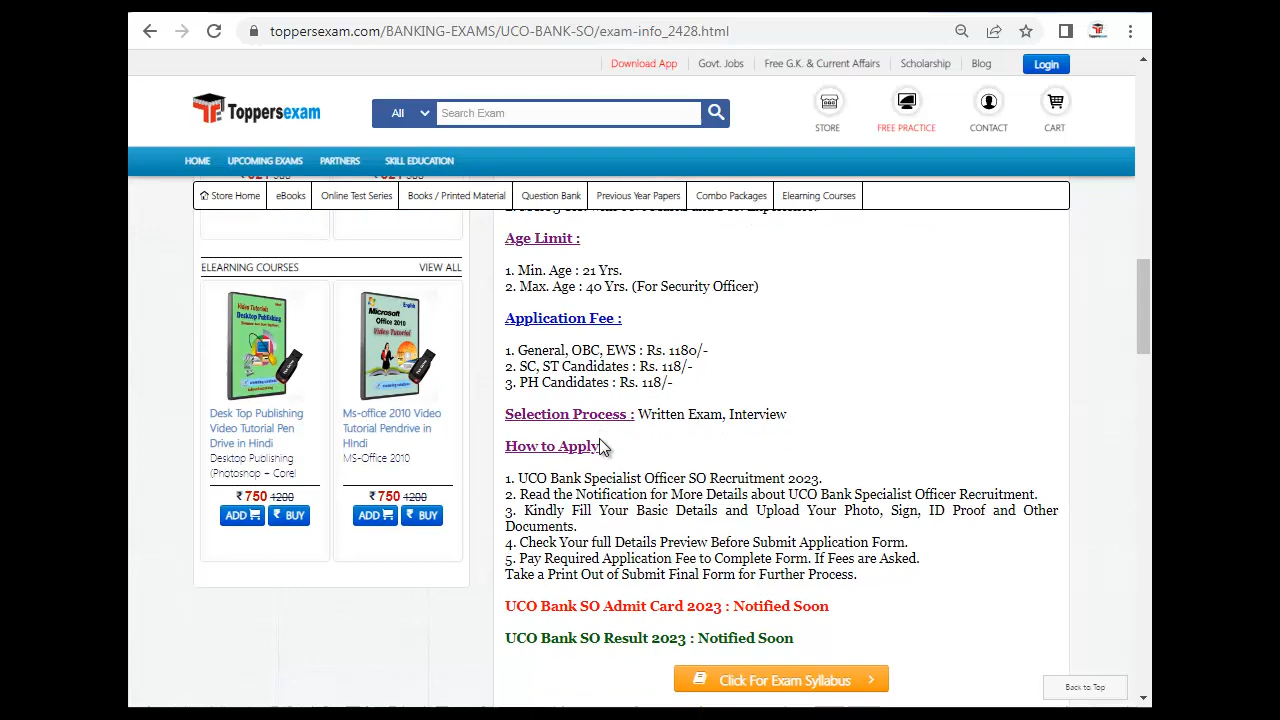 toppersexam.com/BANKING-EXAMS/UCO-BANK-SO/exam-info_2428.html
Download App
Govt. Jobs
Free G.K. & Current Affairs
Scholarship
Blog
Login
Toppersexam
All
Search Exam
STORE
FREE PRACTICE
CONTACT
CART
HOME
UPCOMING EXAMS
PARTNERS
SKILL EDUCATION
Store Home
eBooks
Online Test Series
Books / Printed Material
Question Bank
Previous Year Papers
Combo Packages
Elearning Courses
ELEARNING COURSES
VIEW ALL
Desk Top Publishing
Video Tutorial Pen
Drive in Hindi
Desktop Publishing
(Photoshop + Corel
₹ 750 1200
ADD
₹ BUY
Ms-office 2010 Video
Tutorial Pendrive in
HIndi
MS-Office 2010
₹ 750 1200
ADD
₹ BUY
Age Limit :
1. Min. Age : 21 Yrs.
2. Max. Age : 40 Yrs. (For Security Officer)
Application Fee :
1. General, OBC, EWS : Rs. 1180/-
2. SC, ST Candidates : Rs. 118/-
3. PH Candidates : Rs. 118/-
Selection Process : Written Exam, Interview
How to Apply
1. UCO Bank Specialist Officer SO Recruitment 2023.
2. Read the Notification for More Details about UCO Bank Specialist Officer Recruitment.
3. Kindly Fill Your Basic Details and Upload Your Photo, Sign, ID Proof and Other
Documents.
4. Check Your full Details Preview Before Submit Application Form.
5. Pay Required Application Fee to Complete Form. If Fees are Asked.
Take a Print Out of Submit Final Form for Further Process.
UCO Bank SO Admit Card 2023 : Notified Soon
UCO Bank SO Result 2023 : Notified Soon
Click For Exam Syllabus
Back to Top